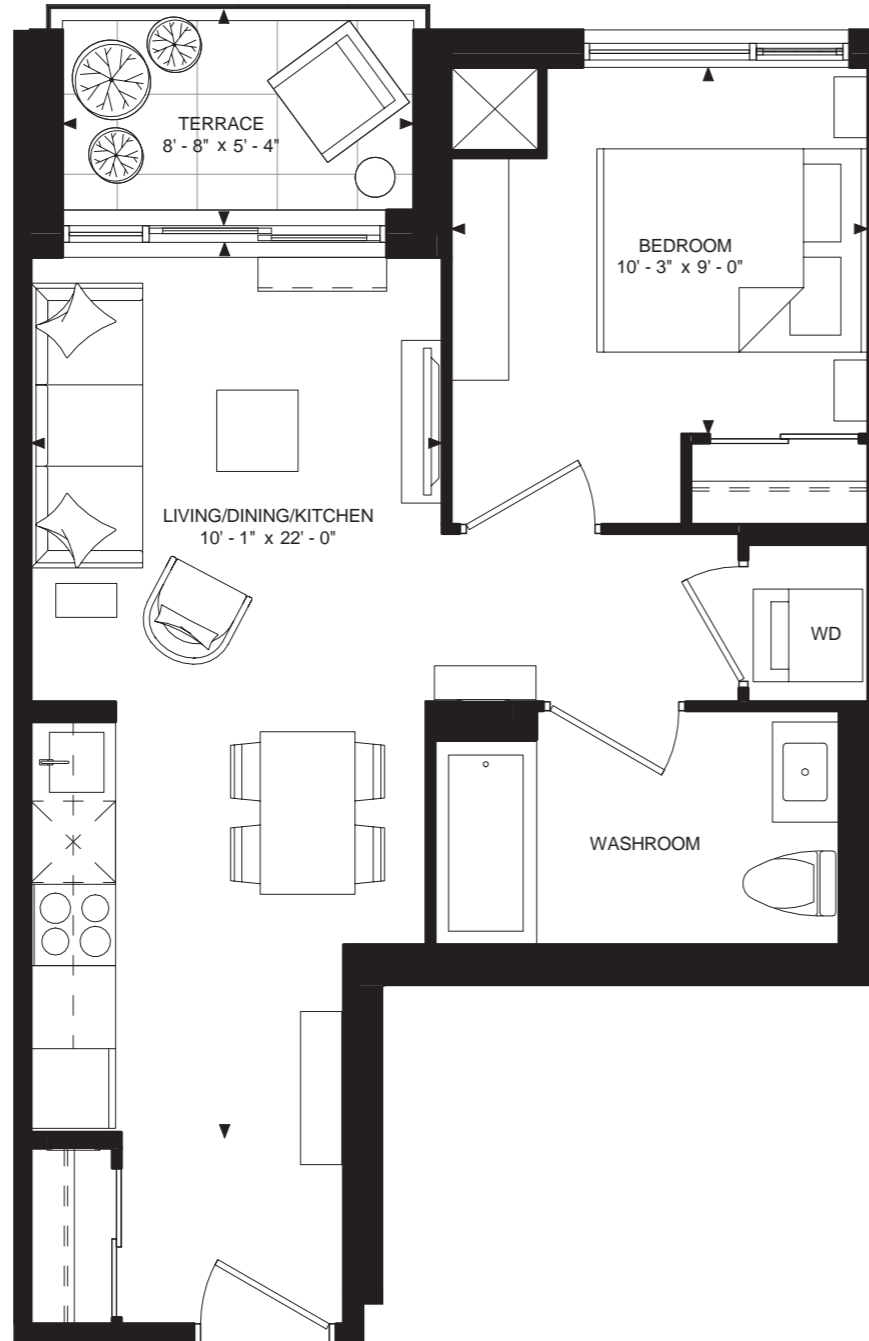 TERRACE
8' - 8" x 5' - 4"
BEDROOM
10' - 3" x 9' - 0"
LIVING/DINING/KITCHEN
10' - 1" x 22' - 0"
WD
WASHROOM